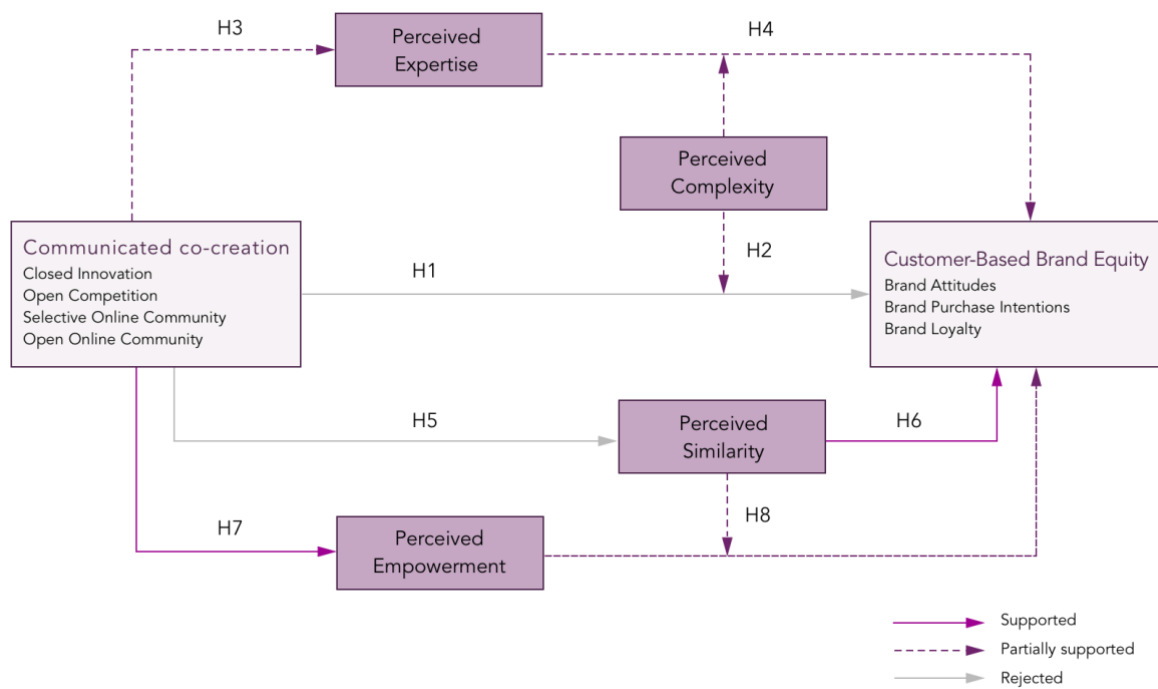 H3
Perceived
Expertise
H4
Perceived
Complexity
Communicated co-creation
Closed Innovation
Open Competition
Selective Online Community
Open Online Community
H1
H2
Customer-Based Brand Equity
Brand Attitudes
Brand Purchase Intentions
Brand Loyalty
H5
Perceived
Similarity
H6
H7
Perceived
Empowerment
H8
Supported
Partially supported
Rejected